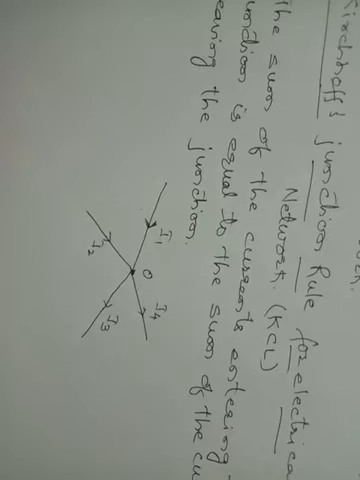 Kirchhoff's junction Rule for electrical
Network. (KCL)
The sum of the currents entering
junction is equal to the sum of the cu
leaving the junction.
I1
I2
O
I4
I3